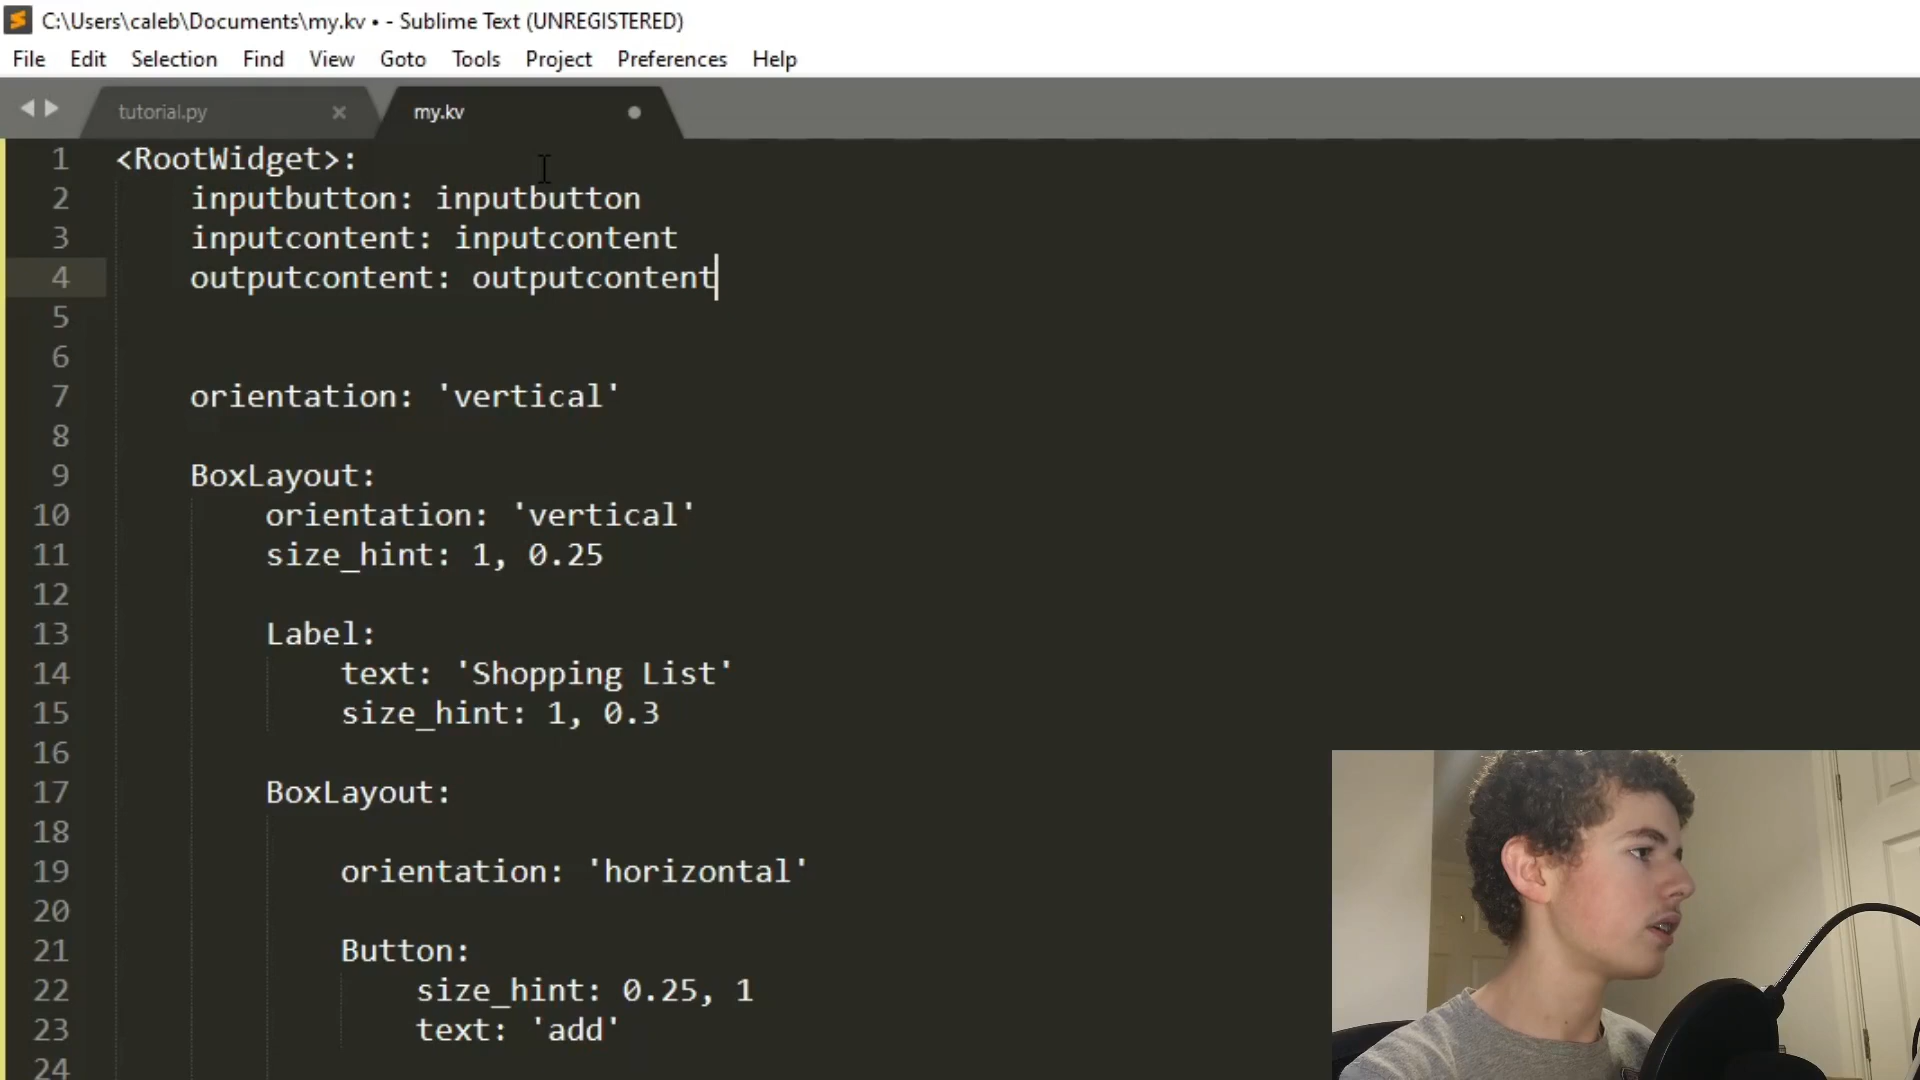 C:\Users\caleb\Documents\my.kv • - Sublime Text (UNREGISTERED)
File Edit Selection Find View Goto Tools Project Preferences Help
tutorial.py my.kv
1 <RootWidget>:
2 inputbutton: inputbutton
3 inputcontent: inputcontent
4 outputcontent: outputcontent
5
6
7 orientation: 'vertical'
8
9 BoxLayout:
10 orientation: 'vertical'
11 size_hint: 1, 0.25
12
13 Label:
14 text: 'Shopping List'
15 size_hint: 1, 0.3
16
17 BoxLayout:
18
19 orientation: 'horizontal'
20
21 Button:
22 size_hint: 0.25, 1
23 text: 'add'
24